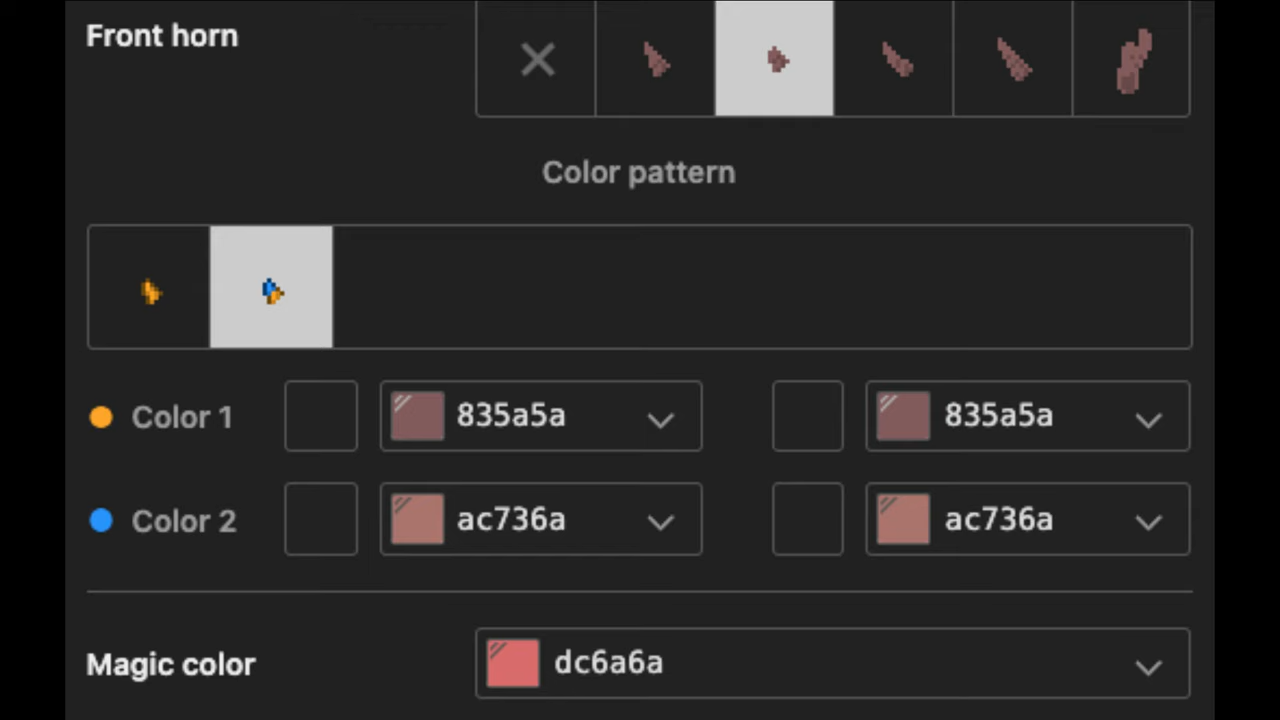 Front horn
Color pattern
Color 1 835a5a 835a5a
Color 2 ac736a ac736a
Magic color dc6a6a